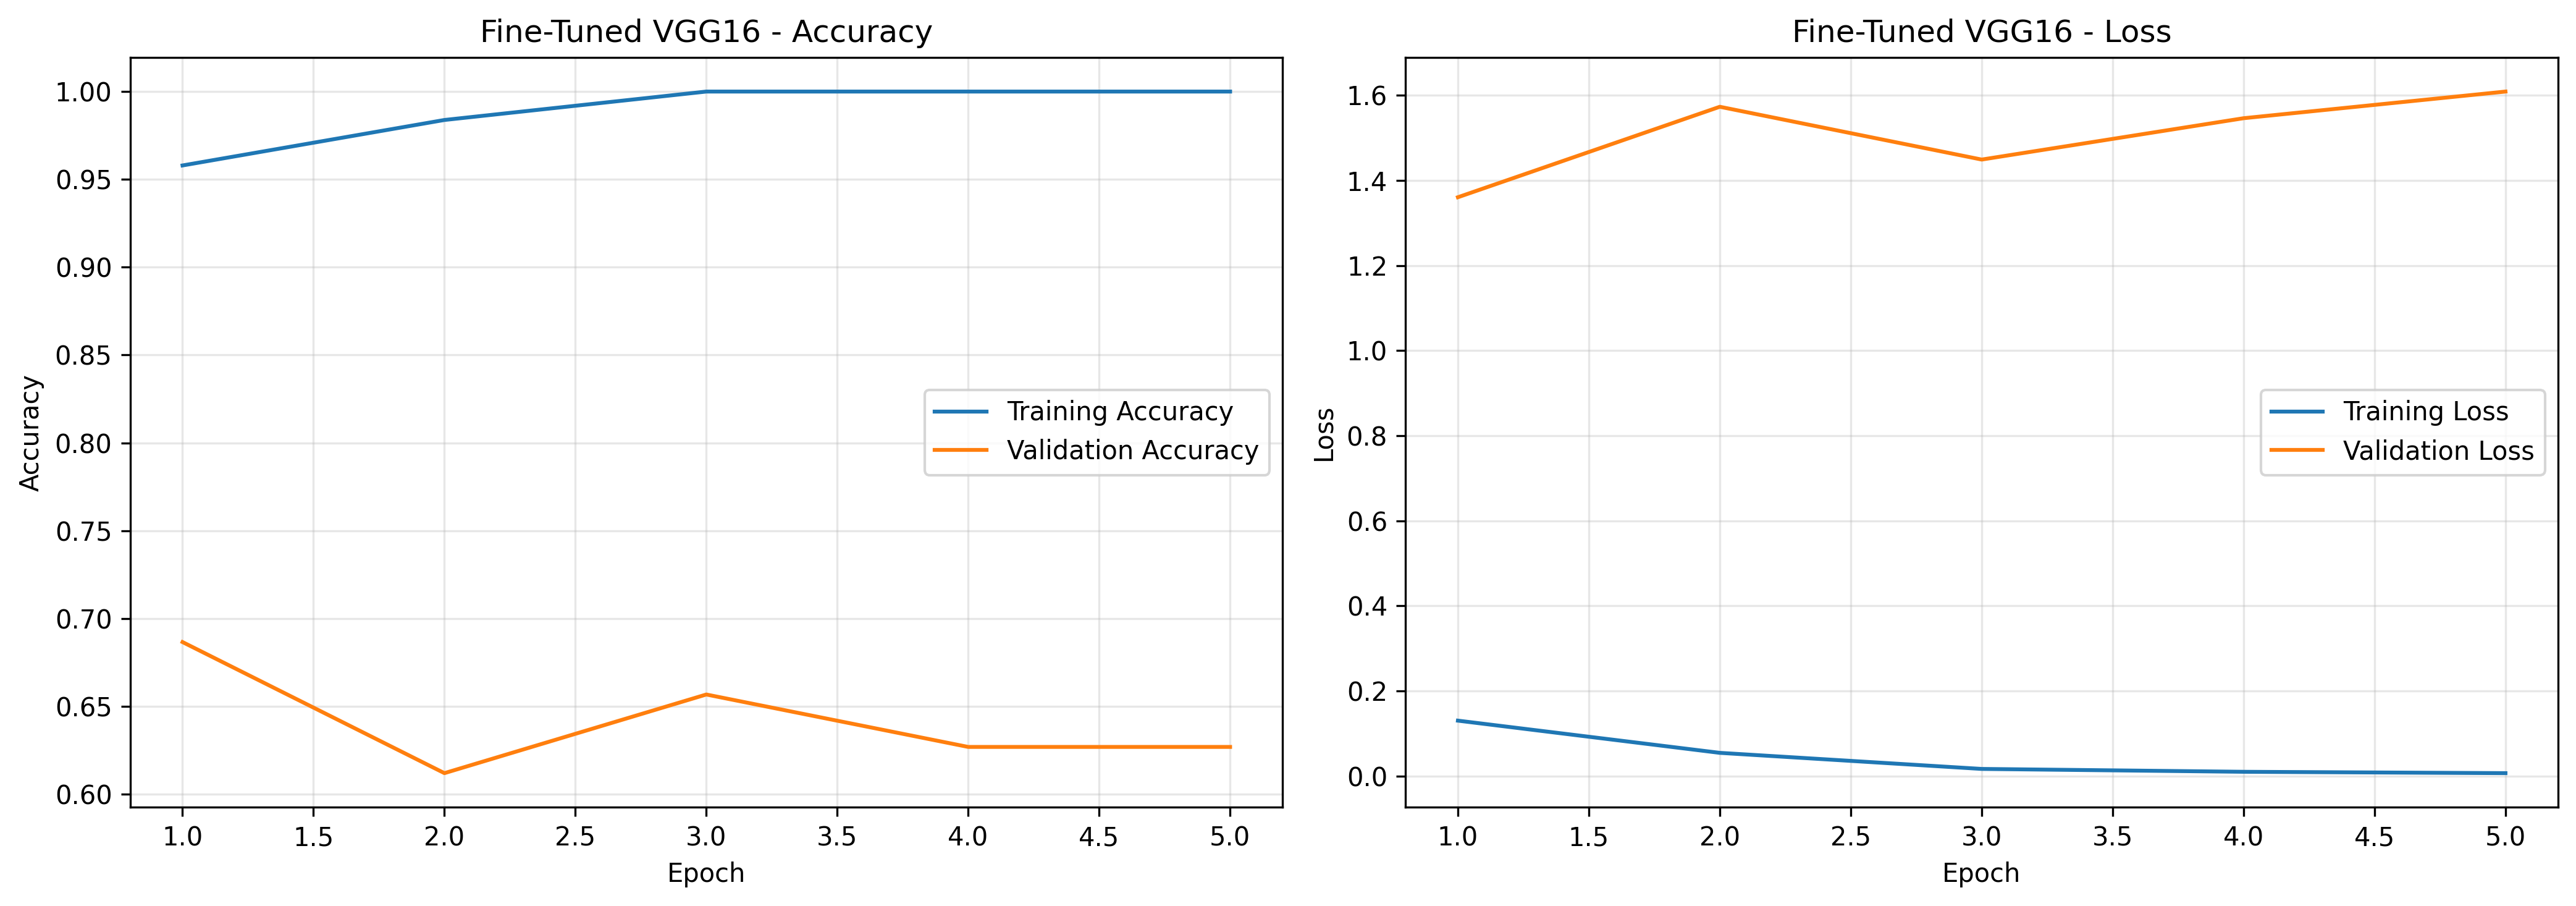 Fine-Tuned VGG16 - Accuracy
1.00
0.95
0.90
0.85
0.80
0.75
0.70
0.65
0.60
Accuracy
Training Accuracy
Validation Accuracy
1.0 1.5 2.0 2.5 3.0 3.5 4.0 4.5 5.0
Epoch
Fine-Tuned VGG16 - Loss
1.6
1.4
1.2
1.0
0.8
0.6
0.4
0.2
0.0
Loss
Training Loss
Validation Loss
1.0 1.5 2.0 2.5 3.0 3.5 4.0 4.5 5.0
Epoch